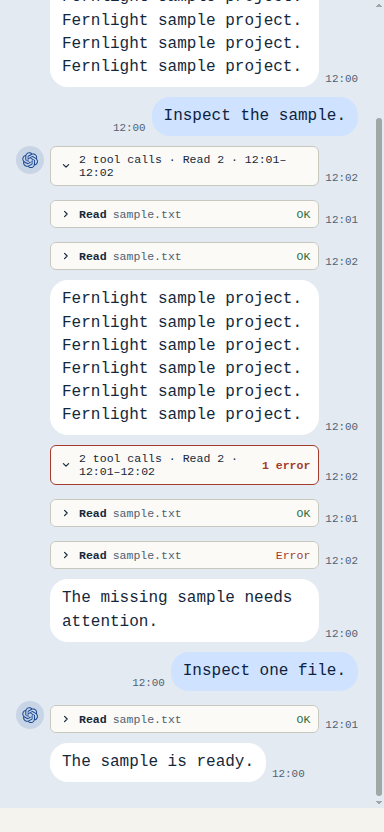 Fernlight sample project.
Fernlight sample project.
Fernlight sample project.
12:00
Inspect the sample.
12:00
2 tool calls · Read 2 · 12:01–
12:02
12:02
Read sample.txt OK
12:01
Read sample.txt OK
12:02
Fernlight sample project.
Fernlight sample project.
Fernlight sample project.
Fernlight sample project.
Fernlight sample project.
Fernlight sample project.
12:00
2 tool calls · Read 2 ·
12:01–12:02
1 error
12:02
Read sample.txt OK
12:01
Read sample.txt Error
12:02
The missing sample needs
attention.
12:00
Inspect one file.
12:00
Read sample.txt OK
12:01
The sample is ready.
12:00